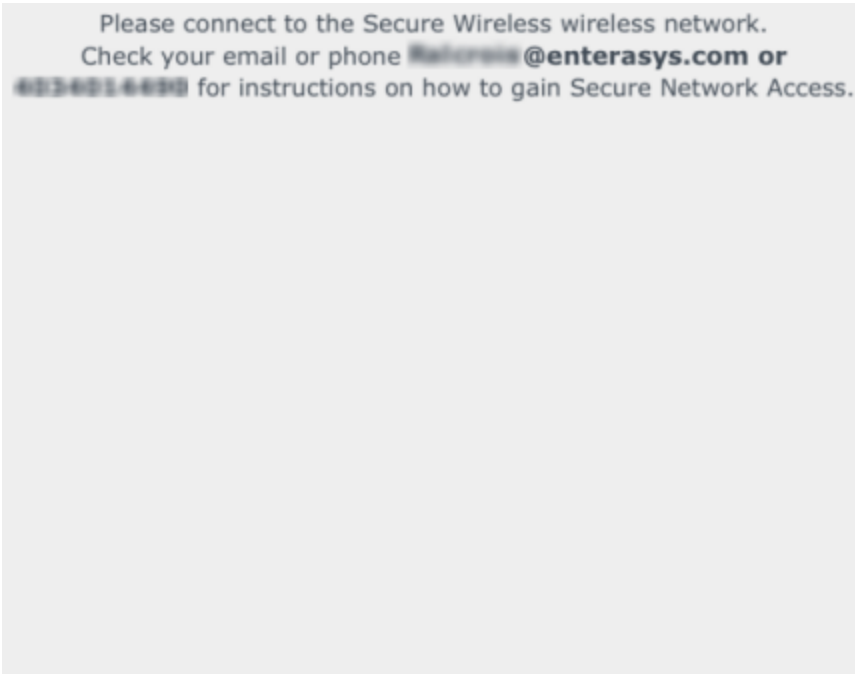 Please connect to the Secure Wireless wireless network.
Check your email or phone @enterasys.com or
for instructions on how to gain Secure Network Access.